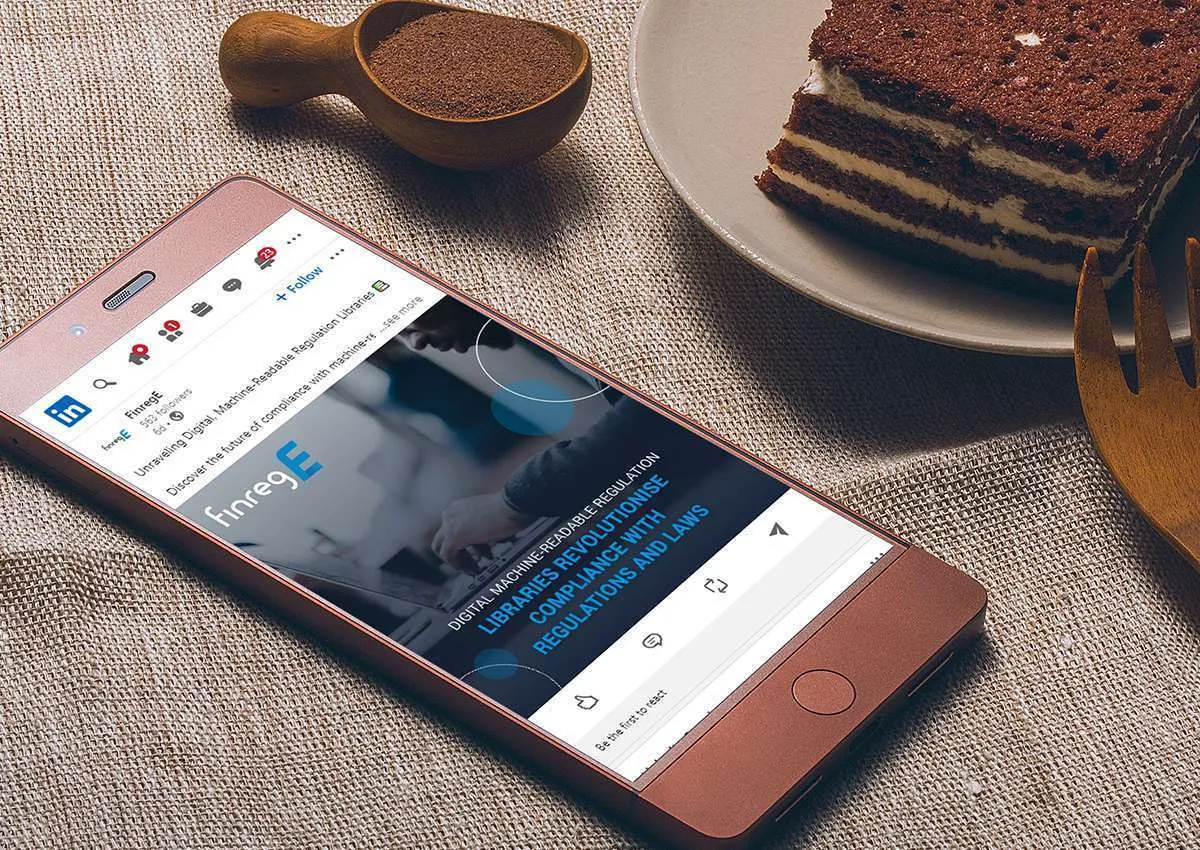 in
1
23
finregE
FinregE
563 followers
6d •
+ Follow
Unraveling Digital, Machine-Readable Regulation Libraries
Discover the future of compliance with machine-re ...see more
finregE
DIGITAL MACHINE-READABLE REGULATION
LIBRARIES REVOLUTIONISE
COMPLIANCE WITH
REGULATIONS AND LAWS
Be the first to react